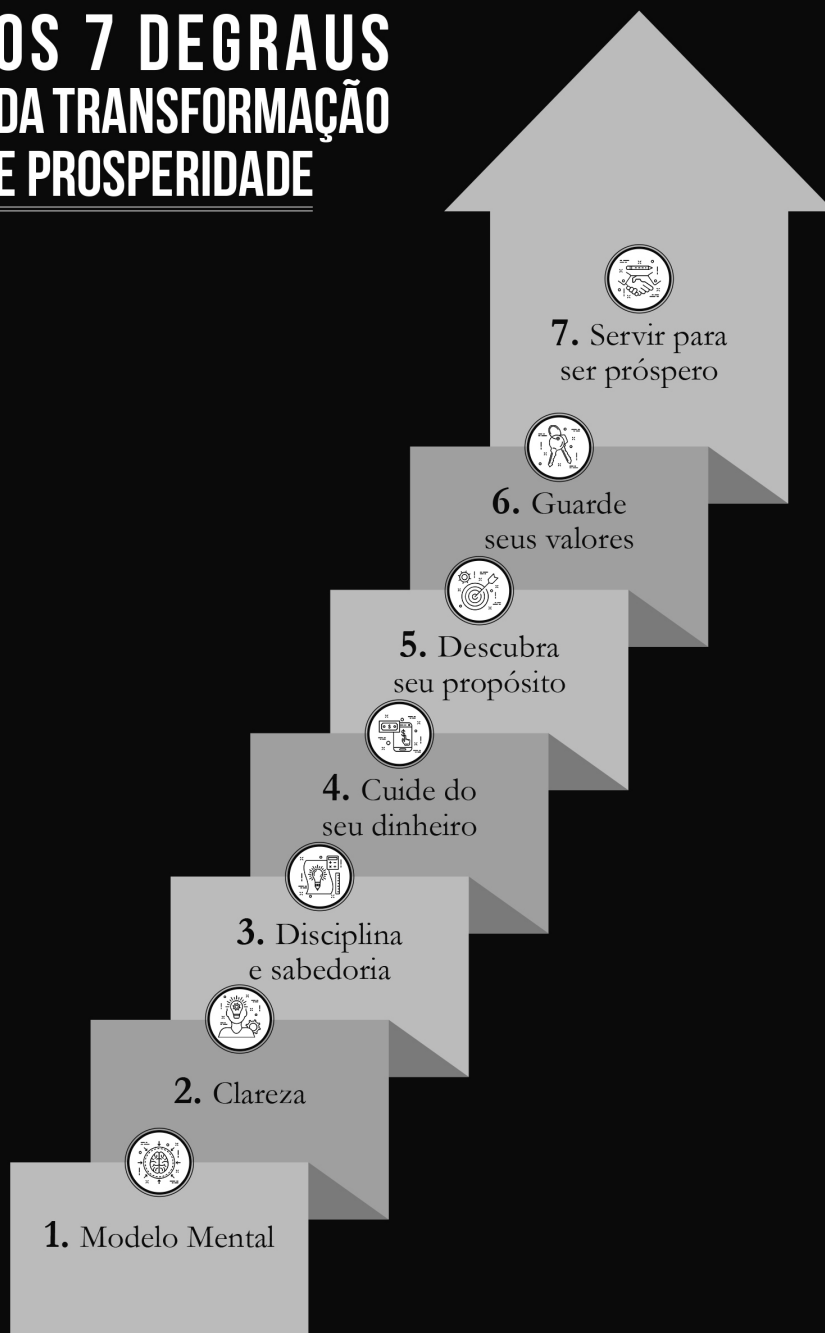 OS 7 DEGRAUS
DA TRANSFORMAÇÃO
E PROSPERIDADE
7. Servir para
ser próspero
6. Guarde
seus valores
5. Descubra
seu propósito
4. Cuide do
seu dinheiro
3. Disciplina
e sabedoria
2. Clareza
1. Modelo Mental